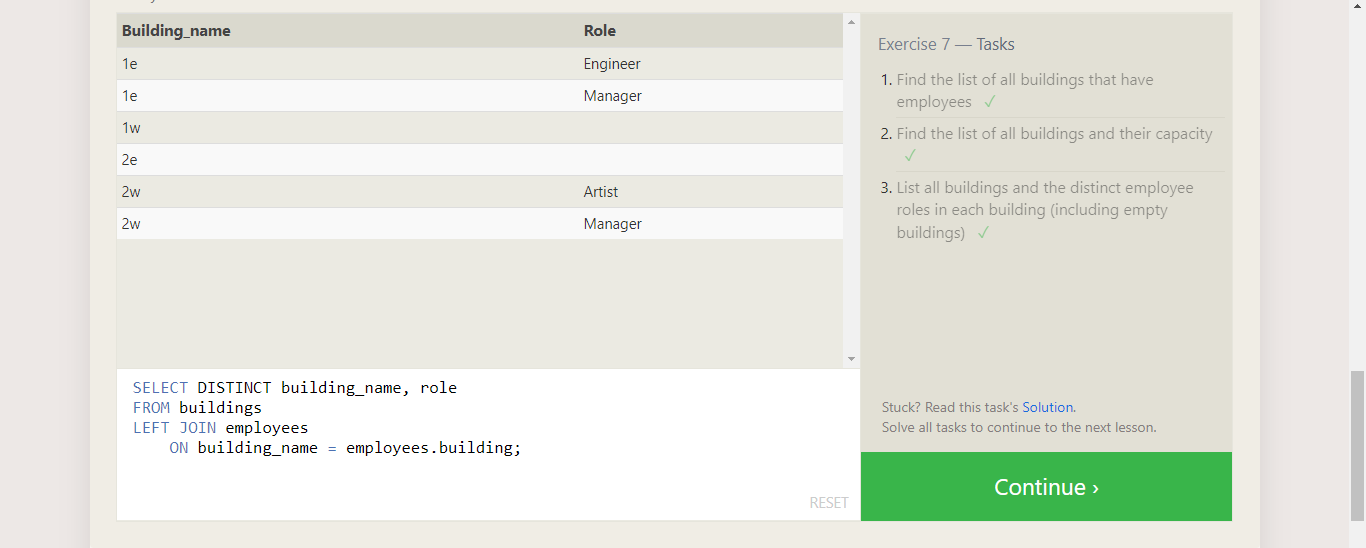 Building_name Role
1e Engineer
1e Manager
1w
2e
2w Artist
2w Manager
SELECT DISTINCT building_name, role
FROM buildings
LEFT JOIN employees
ON building_name = employees.building;
RESET
Exercise 7 — Tasks
1. Find the list of all buildings that have
employees ✓
2. Find the list of all buildings and their capacity
✓
3. List all buildings and the distinct employee
roles in each building (including empty
buildings) ✓
Stuck? Read this task's Solution.
Solve all tasks to continue to the next lesson.
Continue ›